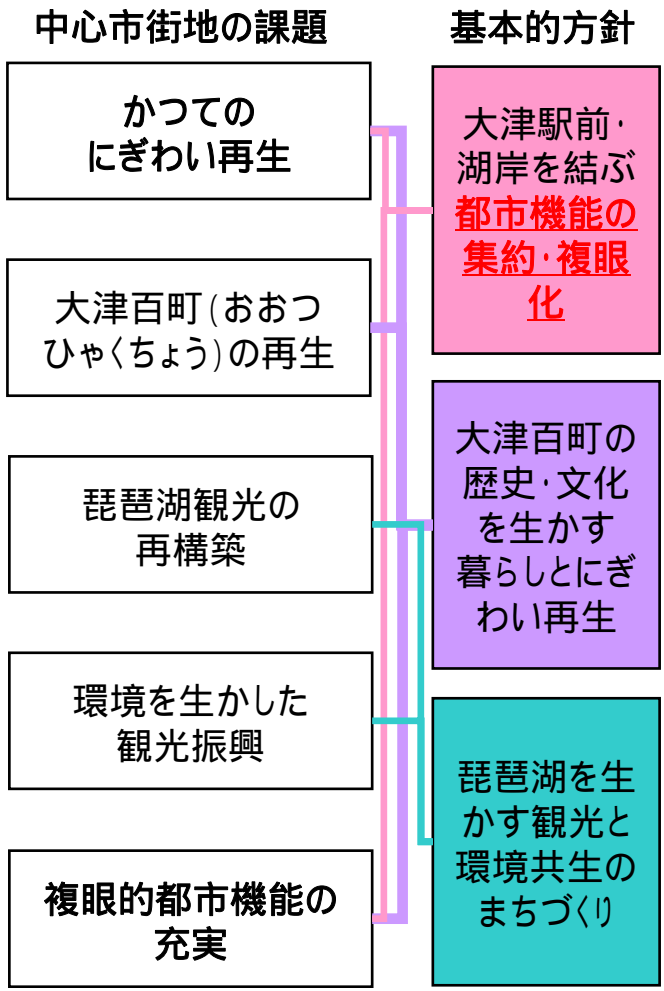 中心市街地の課題
かつての
にぎわい再生
大津百町(おおつ
ひゃくちょう)の再生
琵琶湖観光の
再構築
環境を生かした
観光振興
複眼的都市機能の
充実
基本的方針
大津駅前・
湖岸を結ぶ
都市機能の
集約・複眼
化
大津百町の
歴史・文化
を生かす
暮らしとにぎ
わい再生
琵琶湖を生
かす観光と
環境共生の
まちづくり